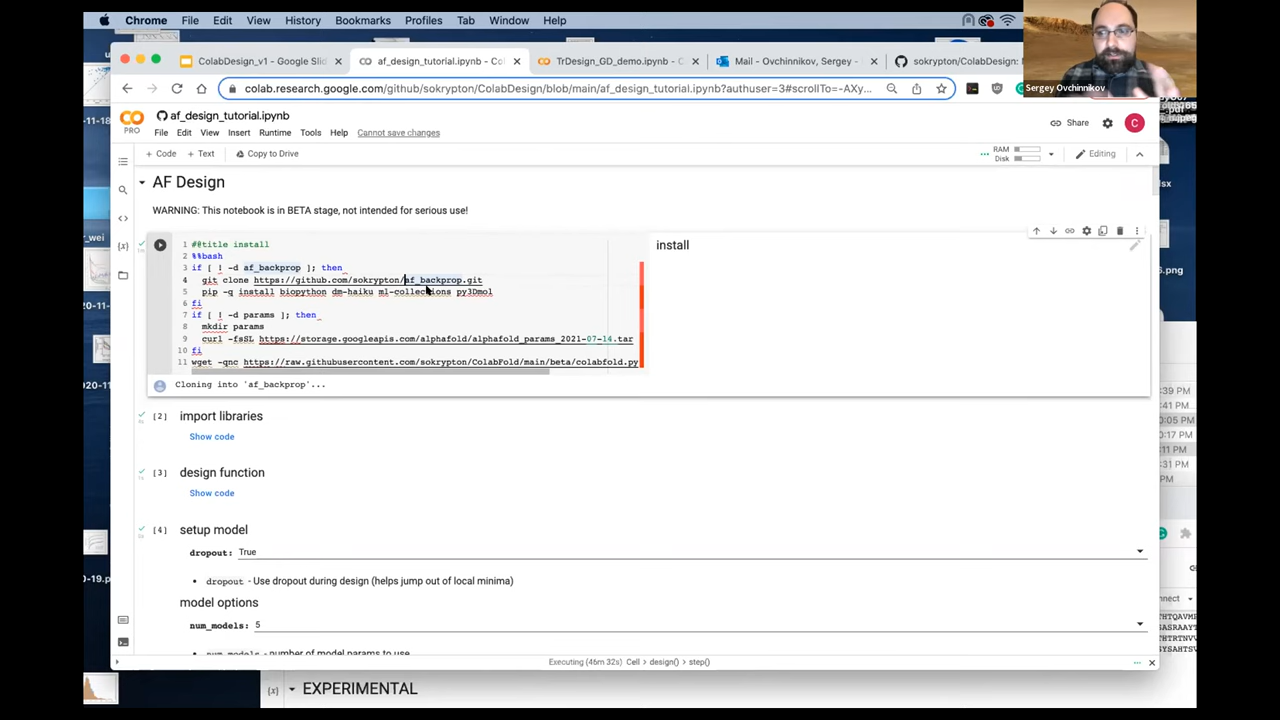 Chrome File Edit View History Bookmarks Profiles Tab Window Help
ColabDesign_v1 - Google Slid
af_design_tutorial.ipynb - Co
TrDesign_GD_demo.ipynb - Co
Mail - Ovchinnikov, Sergey -
sokrypton/ColabDesign: M
colab.research.google.com/github/sokrypton/ColabDesign/blob/main/af_design_tutorial.ipynb?authuser=3#scrollTo=-AXy...
Sergey Ovchinnikov
af_design_tutorial.ipynb
PRO
File Edit View Insert Runtime Tools Help Cannot save changes
Share
C
+ Code + Text Copy to Drive
RAM
Disk
Editing
AF Design
WARNING: This notebook is in BETA stage, not intended for serious use!
1 #@title install
2 %%bash
3 if [ ! -d af_backprop ]; then
4 git clone https://github.com/sokrypton/af_backprop.git
5 pip -q install biopython dm-haiku ml-collections py3Dmol
6 fi
7 if [ ! -d params ]; then
8 mkdir params
9 curl -fsSL https://storage.googleapis.com/alphafold/alphafold_params_2021-07-14.tar
10 fi
11 wget -qnc https://raw.githubusercontent.com/sokrypton/ColabFold/main/beta/colabfold.py
install
Cloning into 'af_backprop'...
[2] import libraries
Show code
[3] design function
Show code
[4] setup model
dropout: True
dropout - Use dropout during design (helps jump out of local minima)
model options
num_models: 5
num_models - number of model params to use
Executing (46m 32s) Cell > design() > step()
{x} EXPERIMENTAL